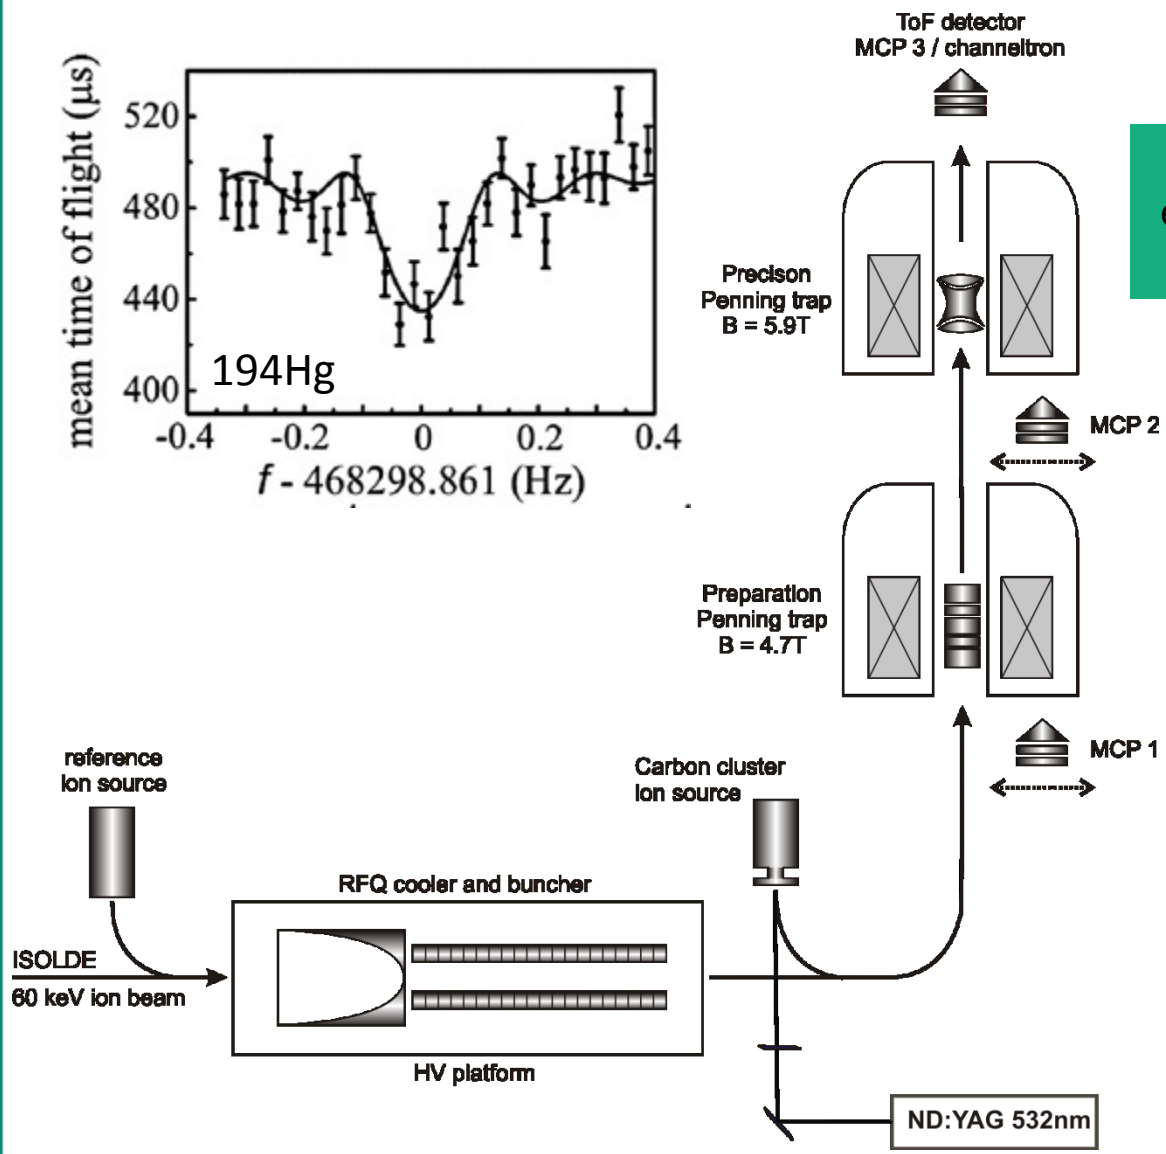 ToF detector
MCP 3 / channeltron
mean time of flight (μs)
520
480
440
400
194Hg
-0.4
-0.2
0
0.2
0.4
f - 468298.861 (Hz)
Precison
Penning trap
B = 5.9T
MCP 2
Preparation
Penning trap
B = 4.7T
MCP 1
reference
ion source
Carbon cluster
ion source
RFQ cooler and buncher
ISOLDE
60 keV ion beam
HV platform
ND:YAG 532nm